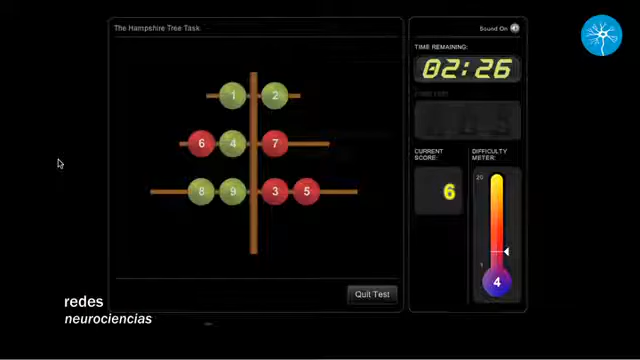 The Hampshire Tree Task
Sound On
TIME REMAINING:
02:26
CURRENT SCORE:
6
DIFFICULTY METER:
20
1
4
1 2
6 4 7
8 9 3 5
Quit Test
redes
neurociencias